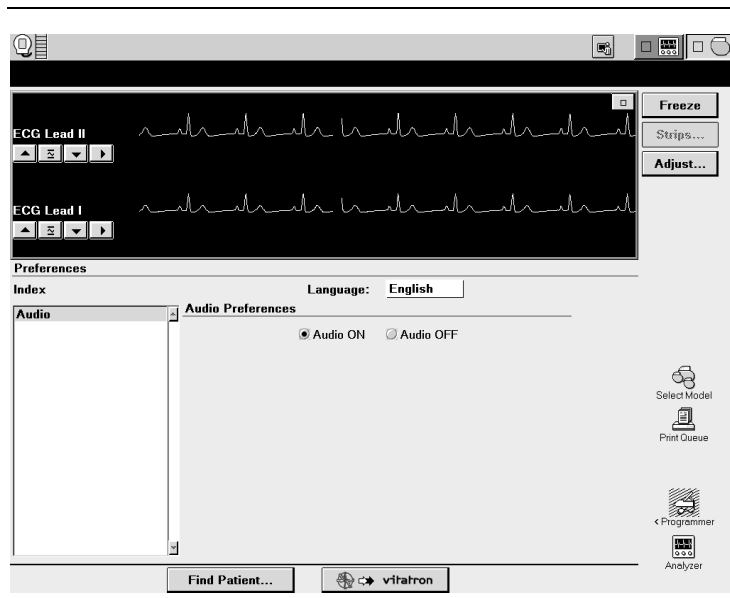 ECG Lead II
ECG Lead I
Freeze
Strips...
Adjust...
Preferences
Index
Language: English
Audio
Audio Preferences
Audio ON Audio OFF
Select Model
Print Queue
< Programmer
Analyzer
Find Patient...
vitatron